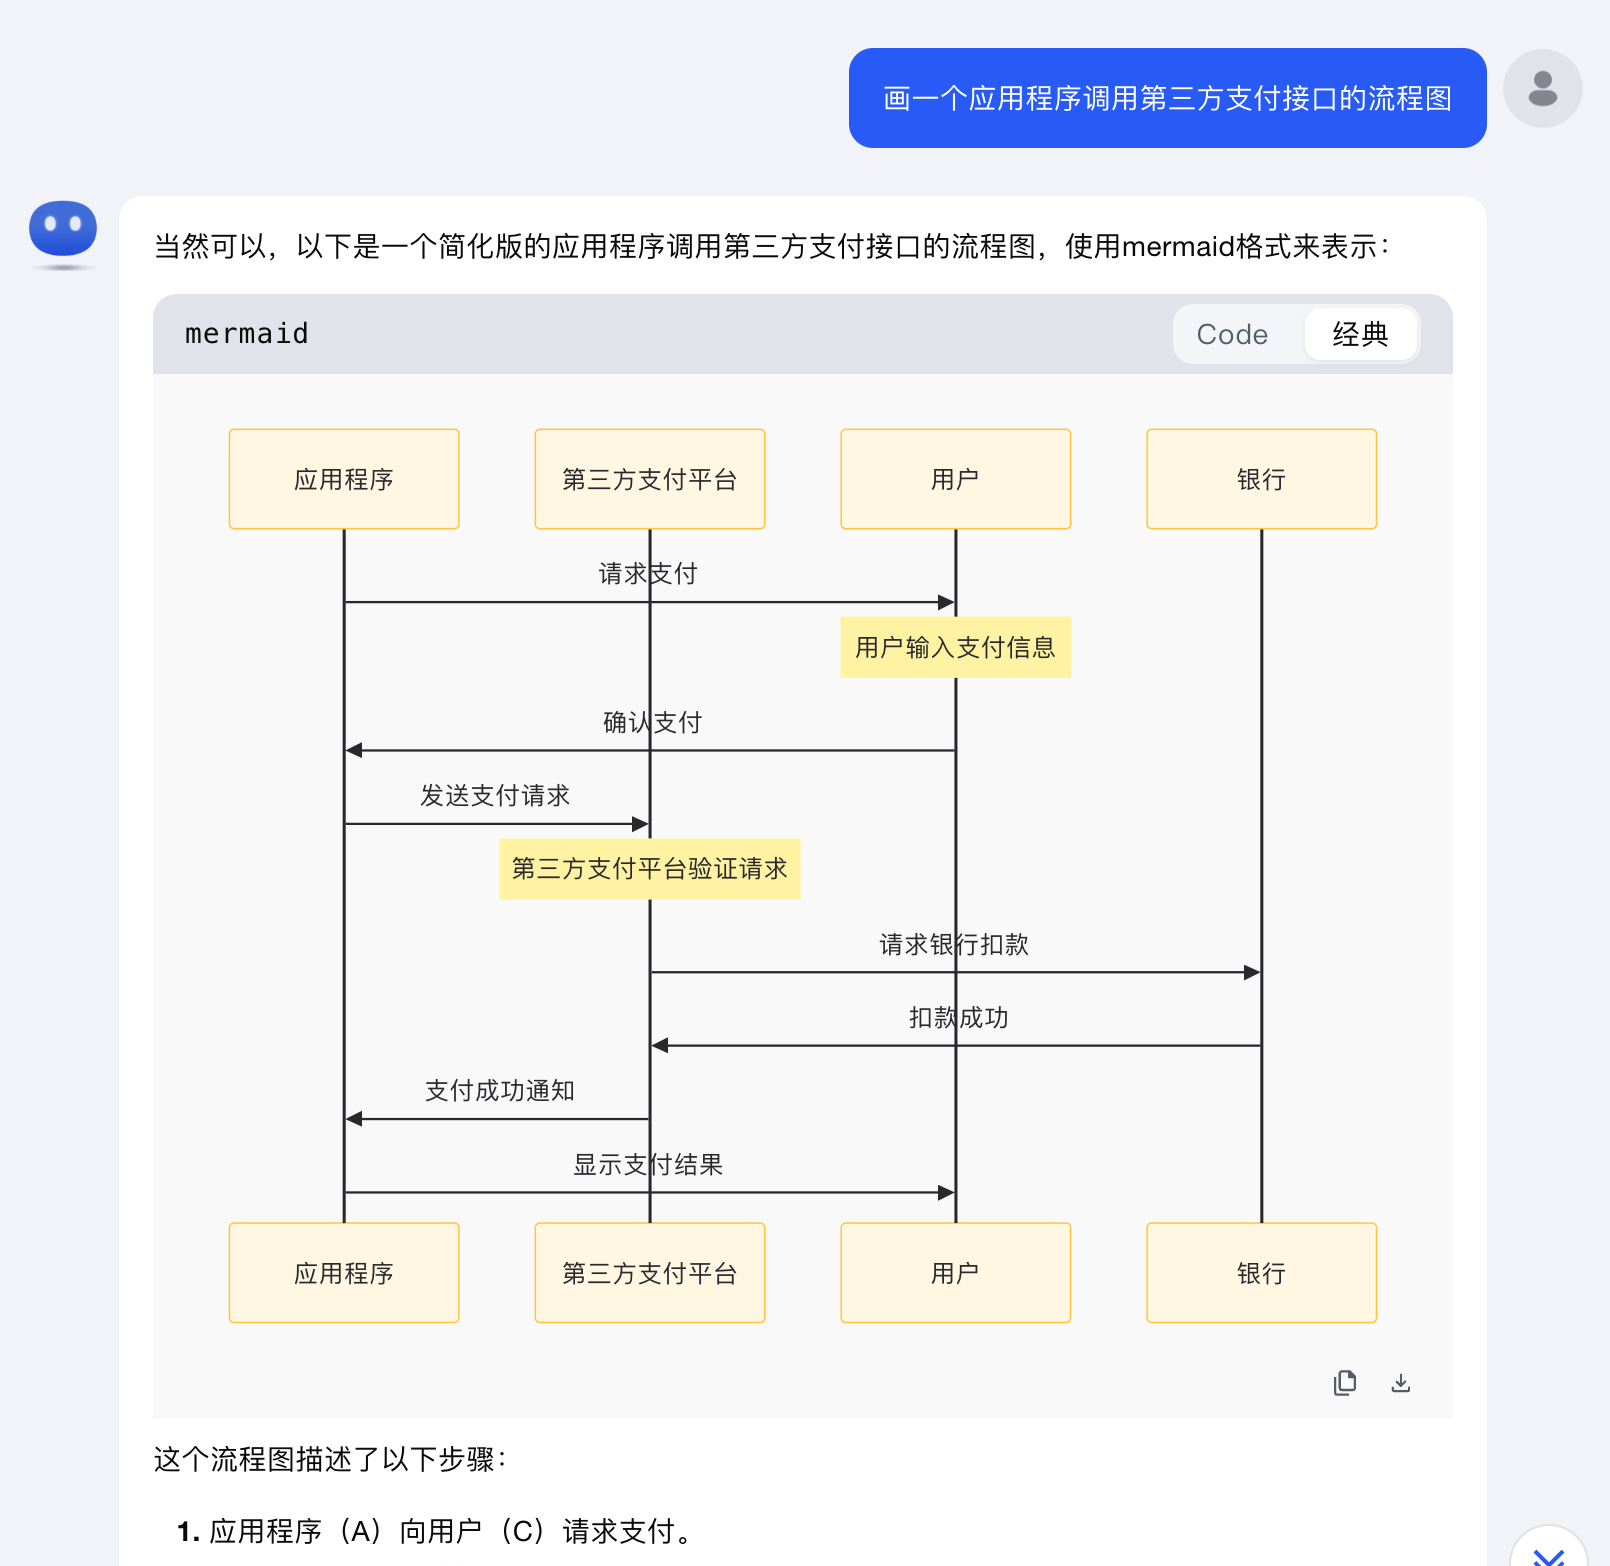 画一个应用程序调用第三方支付接口的流程图
当然可以，以下是一个简化版的应用程序调用第三方支付接口的流程图，使用mermaid格式来表示：
mermaid
Code
经典
应用程序
第三方支付平台
用户
银行
请求支付
用户输入支付信息
确认支付
发送支付请求
第三方支付平台验证请求
请求银行扣款
扣款成功
支付成功通知
显示支付结果
应用程序
第三方支付平台
用户
银行
这个流程图描述了以下步骤：
1. 应用程序（A）向用户（C）请求支付。